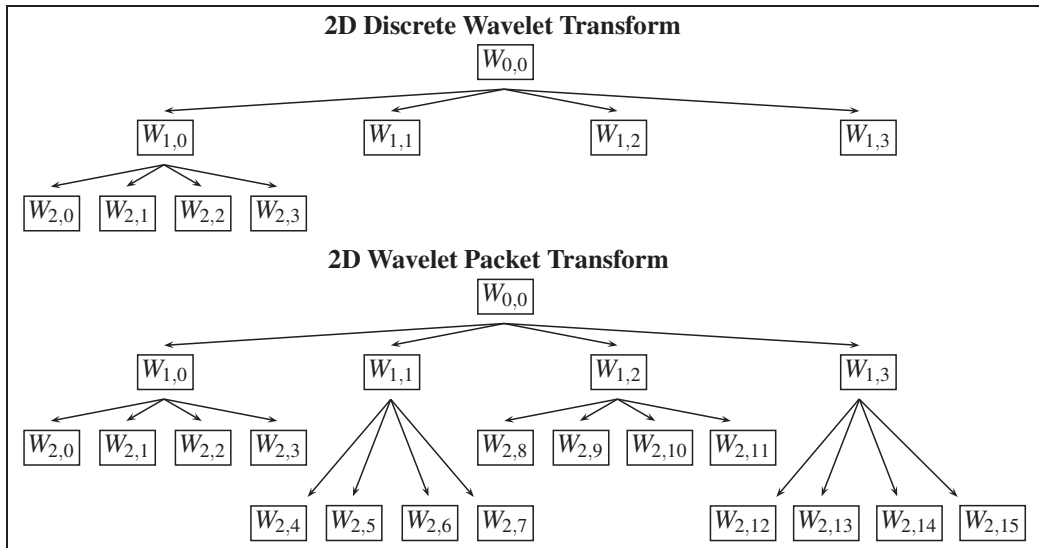 2D Discrete Wavelet Transform
W0,0
W1,0 W1,1 W1,2 W1,3
W2,0 W2,1 W2,2 W2,3
2D Wavelet Packet Transform
W0,0
W1,0 W1,1 W1,2 W1,3
W2,0 W2,1 W2,2 W2,3 W2,8 W2,9 W2,10 W2,11
W2,4 W2,5 W2,6 W2,7 W2,12 W2,13 W2,14 W2,15